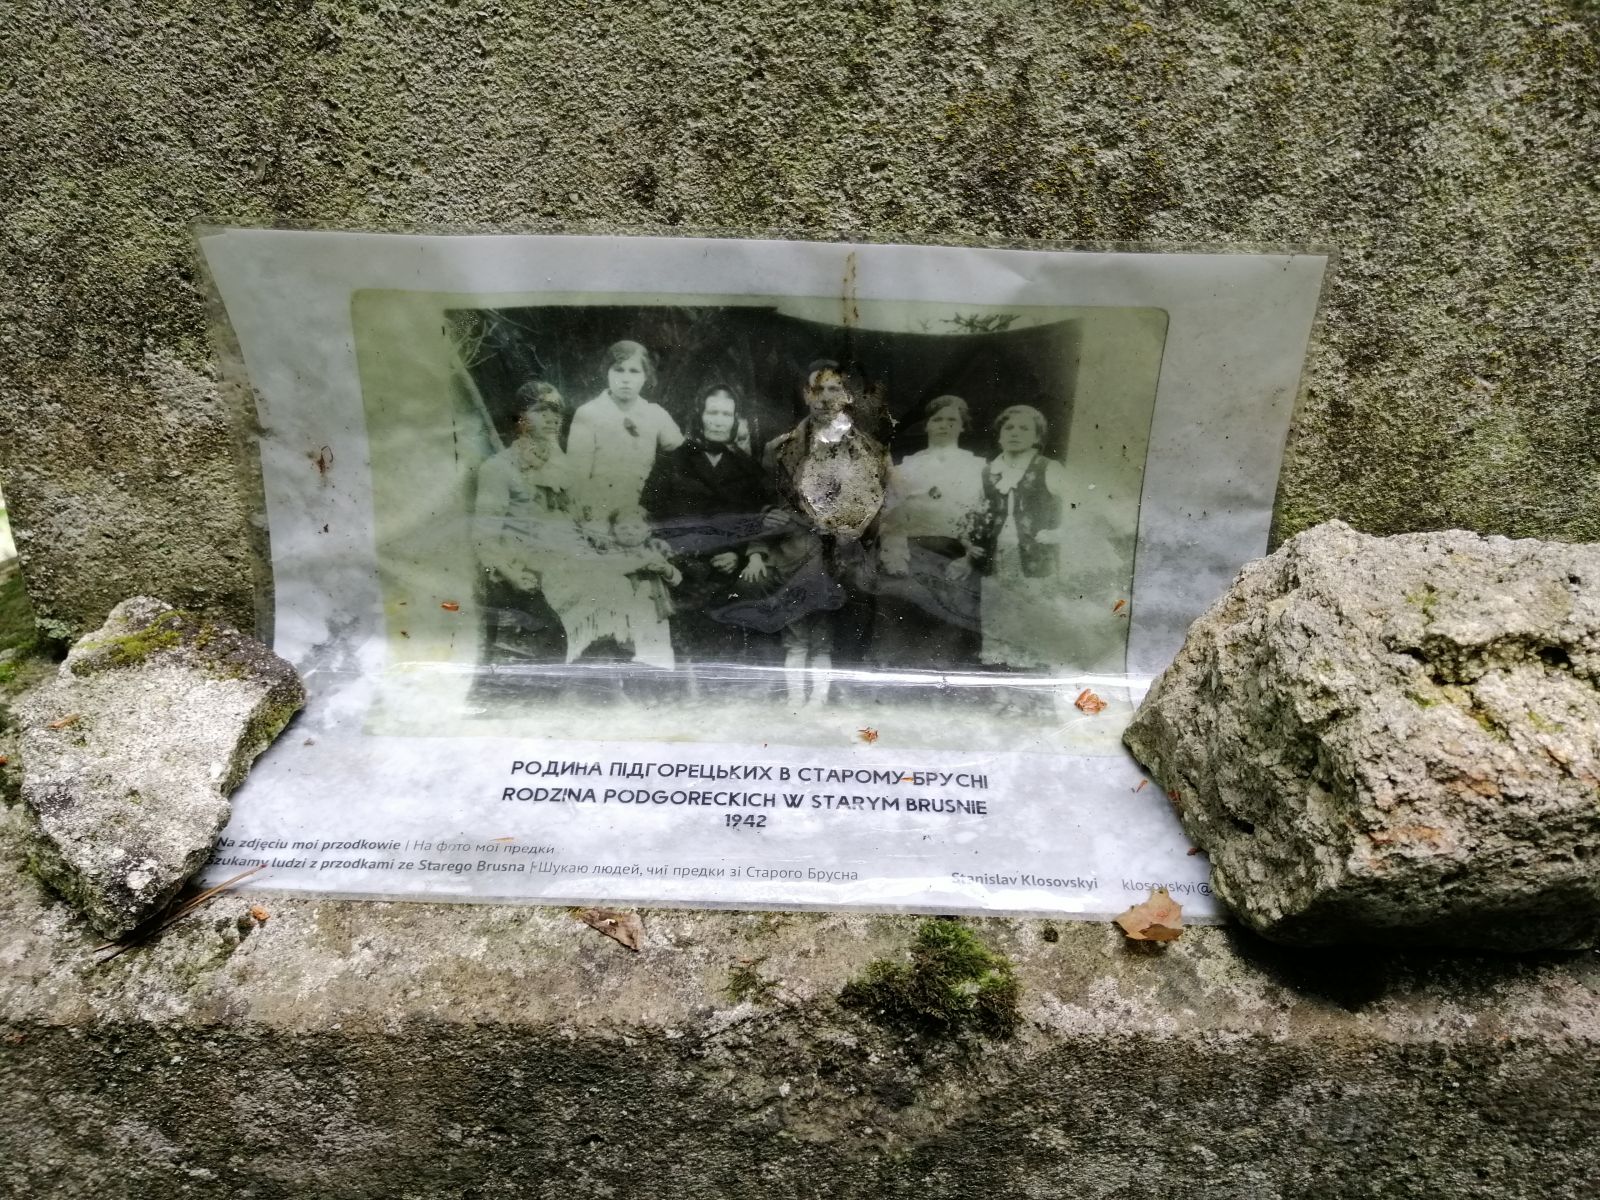 РОДИНА ПІДГОРЕЦЬКИХ В СТАРОМУ БРУСНІ
RODZINA PODGORECKICH W STARYM BRUSNIE
1942
Na zdjęciu moi przodkowie | На фото мої предки
Szukamy ludzi z przodkami ze Starego Brusna | Шукаю людей, чиї предки зі Старого Брусна
Stanislav Klosovskyi klosovskyi@